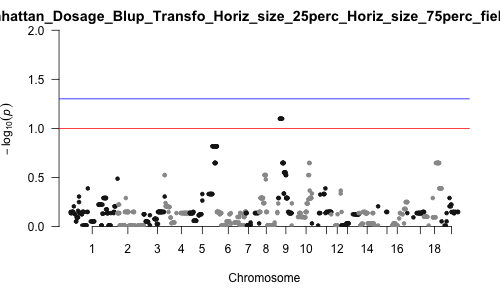 hattan_Dosage_Blup_Transfo_Horiz_size_25perc_Horiz_size_75perc_fiel
2.0
1.5
1.0
0.5
0.0
− log10(p)
1 2 3 4 5 6 7 8 9 10 12 14 16 18
Chromosome